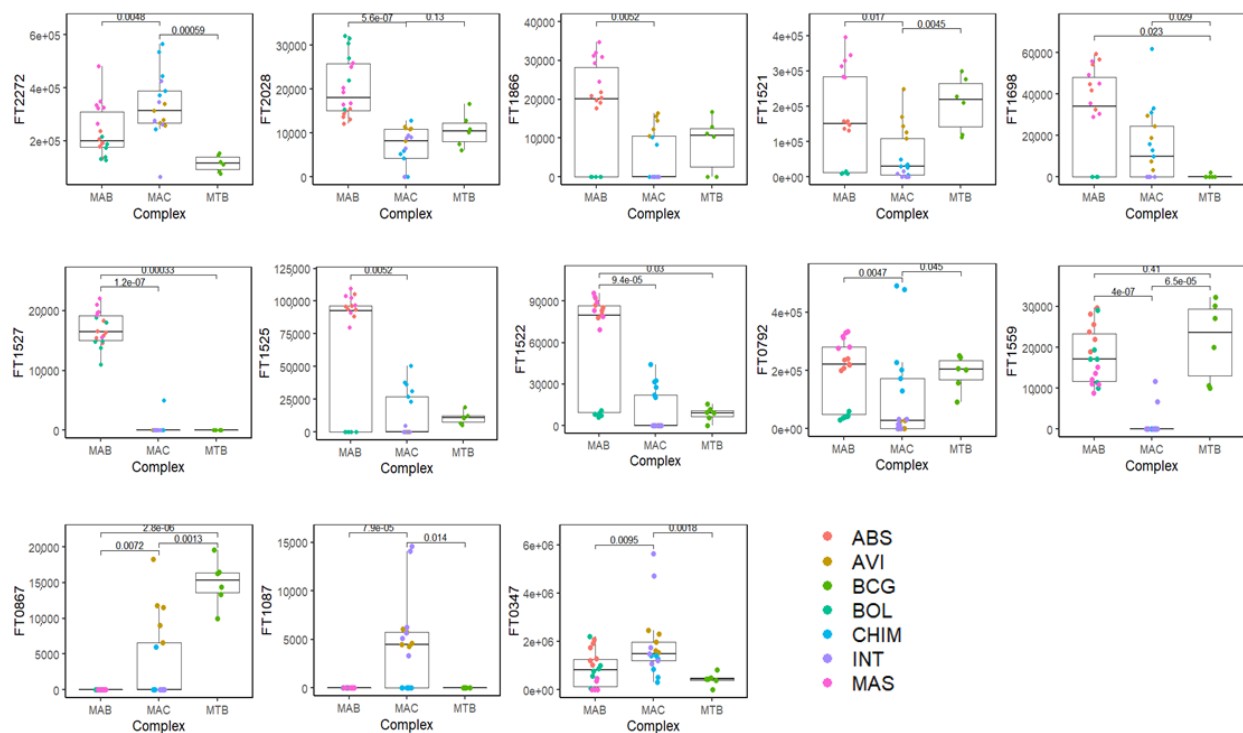 FT2272
6e+05
4e+05
2e+05
0.0048
0.00059
MAB MAC MTB
Complex
FT2028
30000
20000
10000
0
5.6e-07
0.13
MAB MAC MTB
Complex
FT1866
40000
30000
20000
10000
0
0.0052
MAB MAC MTB
Complex
FT1521
4e+05
3e+05
2e+05
1e+05
0e+00
0.017
0.0045
MAB MAC MTB
Complex
FT1698
60000
40000
20000
0
0.029
0.023
MAB MAC MTB
Complex
FT1527
20000
10000
0
0.00033
1.2e-07
MAB MAC MTB
Complex
FT1525
125000
100000
75000
50000
25000
0
0.0052
MAB MAC MTB
Complex
FT1522
90000
60000
30000
0
0.03
9.4e-05
MAB MAC MTB
Complex
FT0792
4e+05
2e+05
0e+00
0.0047
0.045
MAB MAC MTB
Complex
FT1559
30000
20000
10000
0
0.41
4e-07
6.5e-05
MAB MAC MTB
Complex
FT0867
20000
15000
10000
5000
0
2.8e-06
0.0072
0.0013
MAB MAC MTB
Complex
FT1087
15000
10000
5000
0
7.9e-05
0.014
MAB MAC MTB
Complex
FT0347
6e+06
4e+06
2e+06
0e+00
0.0095
0.0018
MAB MAC MTB
Complex
ABS
AVI
BCG
BOL
CHIM
INT
MAS